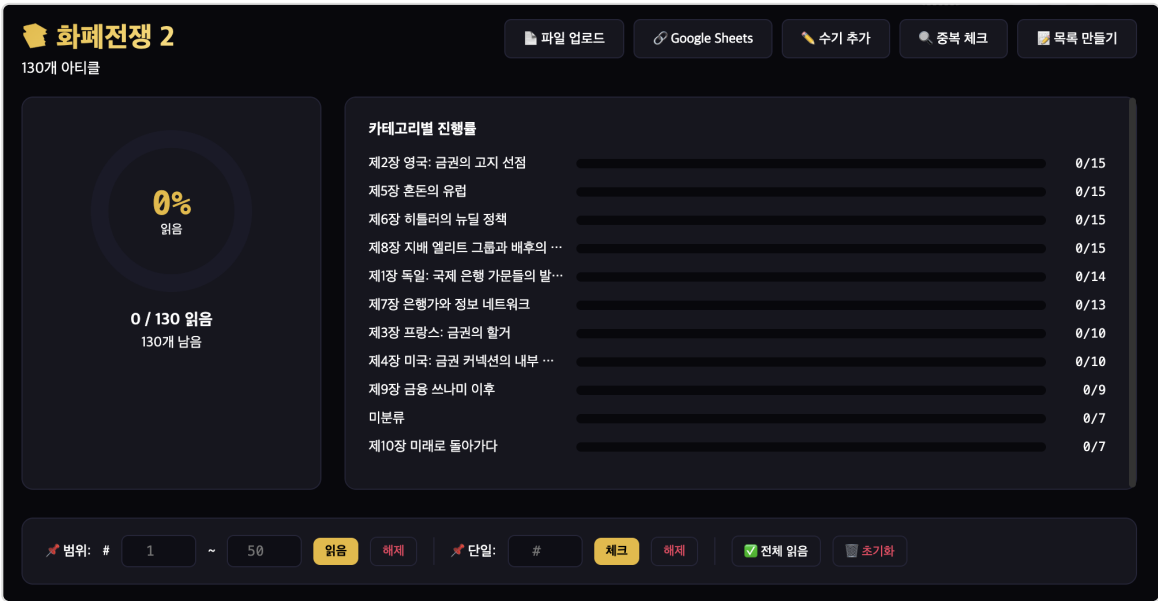 화폐전쟁 2
130개 아티클
파일 업로드
Google Sheets
수기 추가
중복 체크
목록 만들기
0%
읽음
0 / 130 읽음
130개 남음
카테고리별 진행률
제2장 영국: 금권의 고지 선점 0/15
제5장 혼돈의 유럽 0/15
제6장 히틀러의 뉴딜 정책 0/15
제8장 지배 엘리트 그룹과 배후의 … 0/15
제1장 독일: 국제 은행 가문들의 발… 0/14
제7장 은행가와 정보 네트워크 0/13
제3장 프랑스: 금권의 할거 0/10
제4장 미국: 금권 커넥션의 내부 … 0/10
제9장 금융 쓰나미 이후 0/9
미분류 0/7
제10장 미래로 돌아가다 0/7
범위: # 1 ~ 50 읽음 해제 단일: # 체크 해제 전체 읽음 초기화